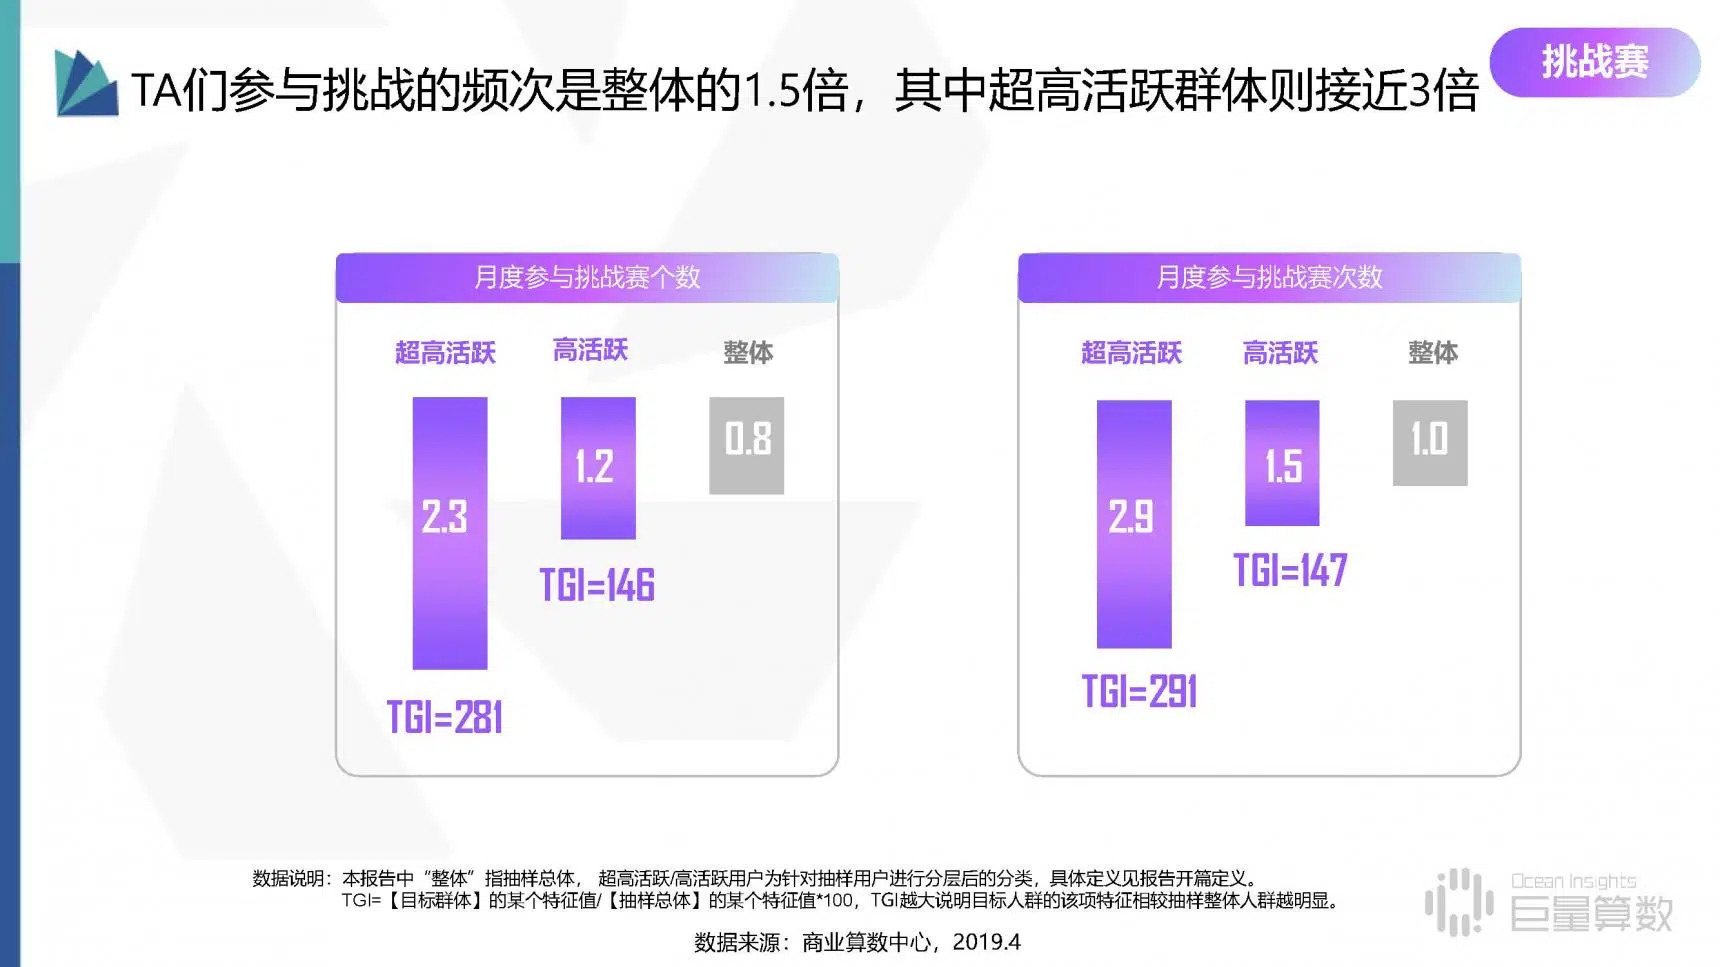 挑战赛
TA们参与挑战的频次是整体的1.5倍，其中超高活跃群体则接近3倍
月度参与挑战赛个数
超高活跃 高活跃 整体
2.3 1.2 0.8
TGI=146
TGI=281
月度参与挑战赛次数
超高活跃 高活跃 整体
2.9 1.5 1.0
TGI=147
TGI=291
数据说明：本报告中“整体”指抽样总体， 超高活跃/高活跃用户为针对抽样用户进行分层后的分类，具体定义见报告开篇定义。
TGI=【目标群体】的某个特征值/【抽样总体】的某个特征值*100，TGI越大说明目标人群的该项特征相较抽样整体人群越明显。
数据来源：商业算数中心，2019.4
Ocean Insights
巨量算数